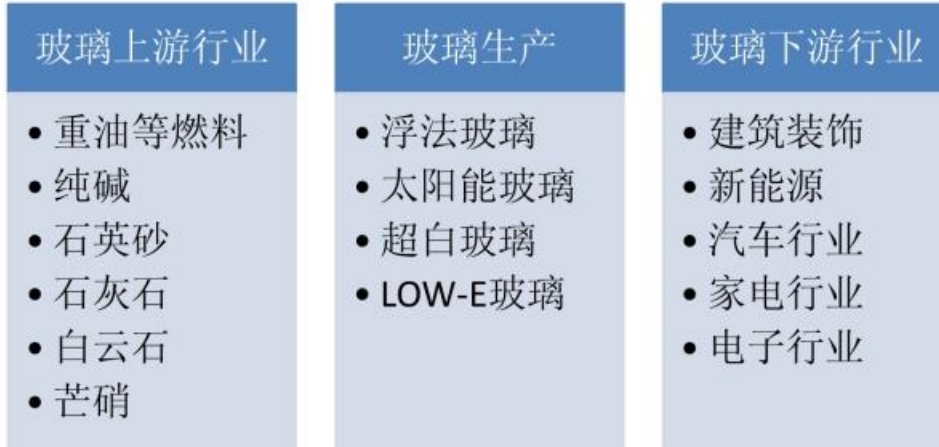 玻璃上游行业
• 重油等燃料
• 纯碱
• 石英砂
• 石灰石
• 白云石
• 芒硝
玻璃生产
• 浮法玻璃
• 太阳能玻璃
• 超白玻璃
• LOW-E玻璃
玻璃下游行业
• 建筑装饰
• 新能源
• 汽车行业
• 家电行业
• 电子行业